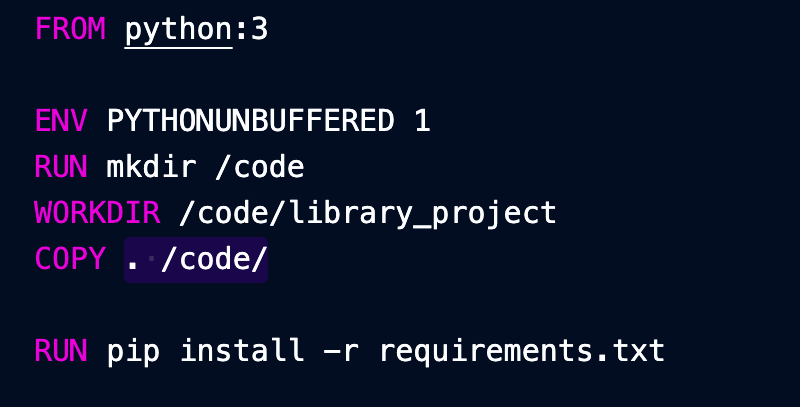 FROM python:3
ENV PYTHONUNBUFFERED 1
RUN mkdir /code
WORKDIR /code/library_project
COPY . /code/
RUN pip install -r requirements.txt